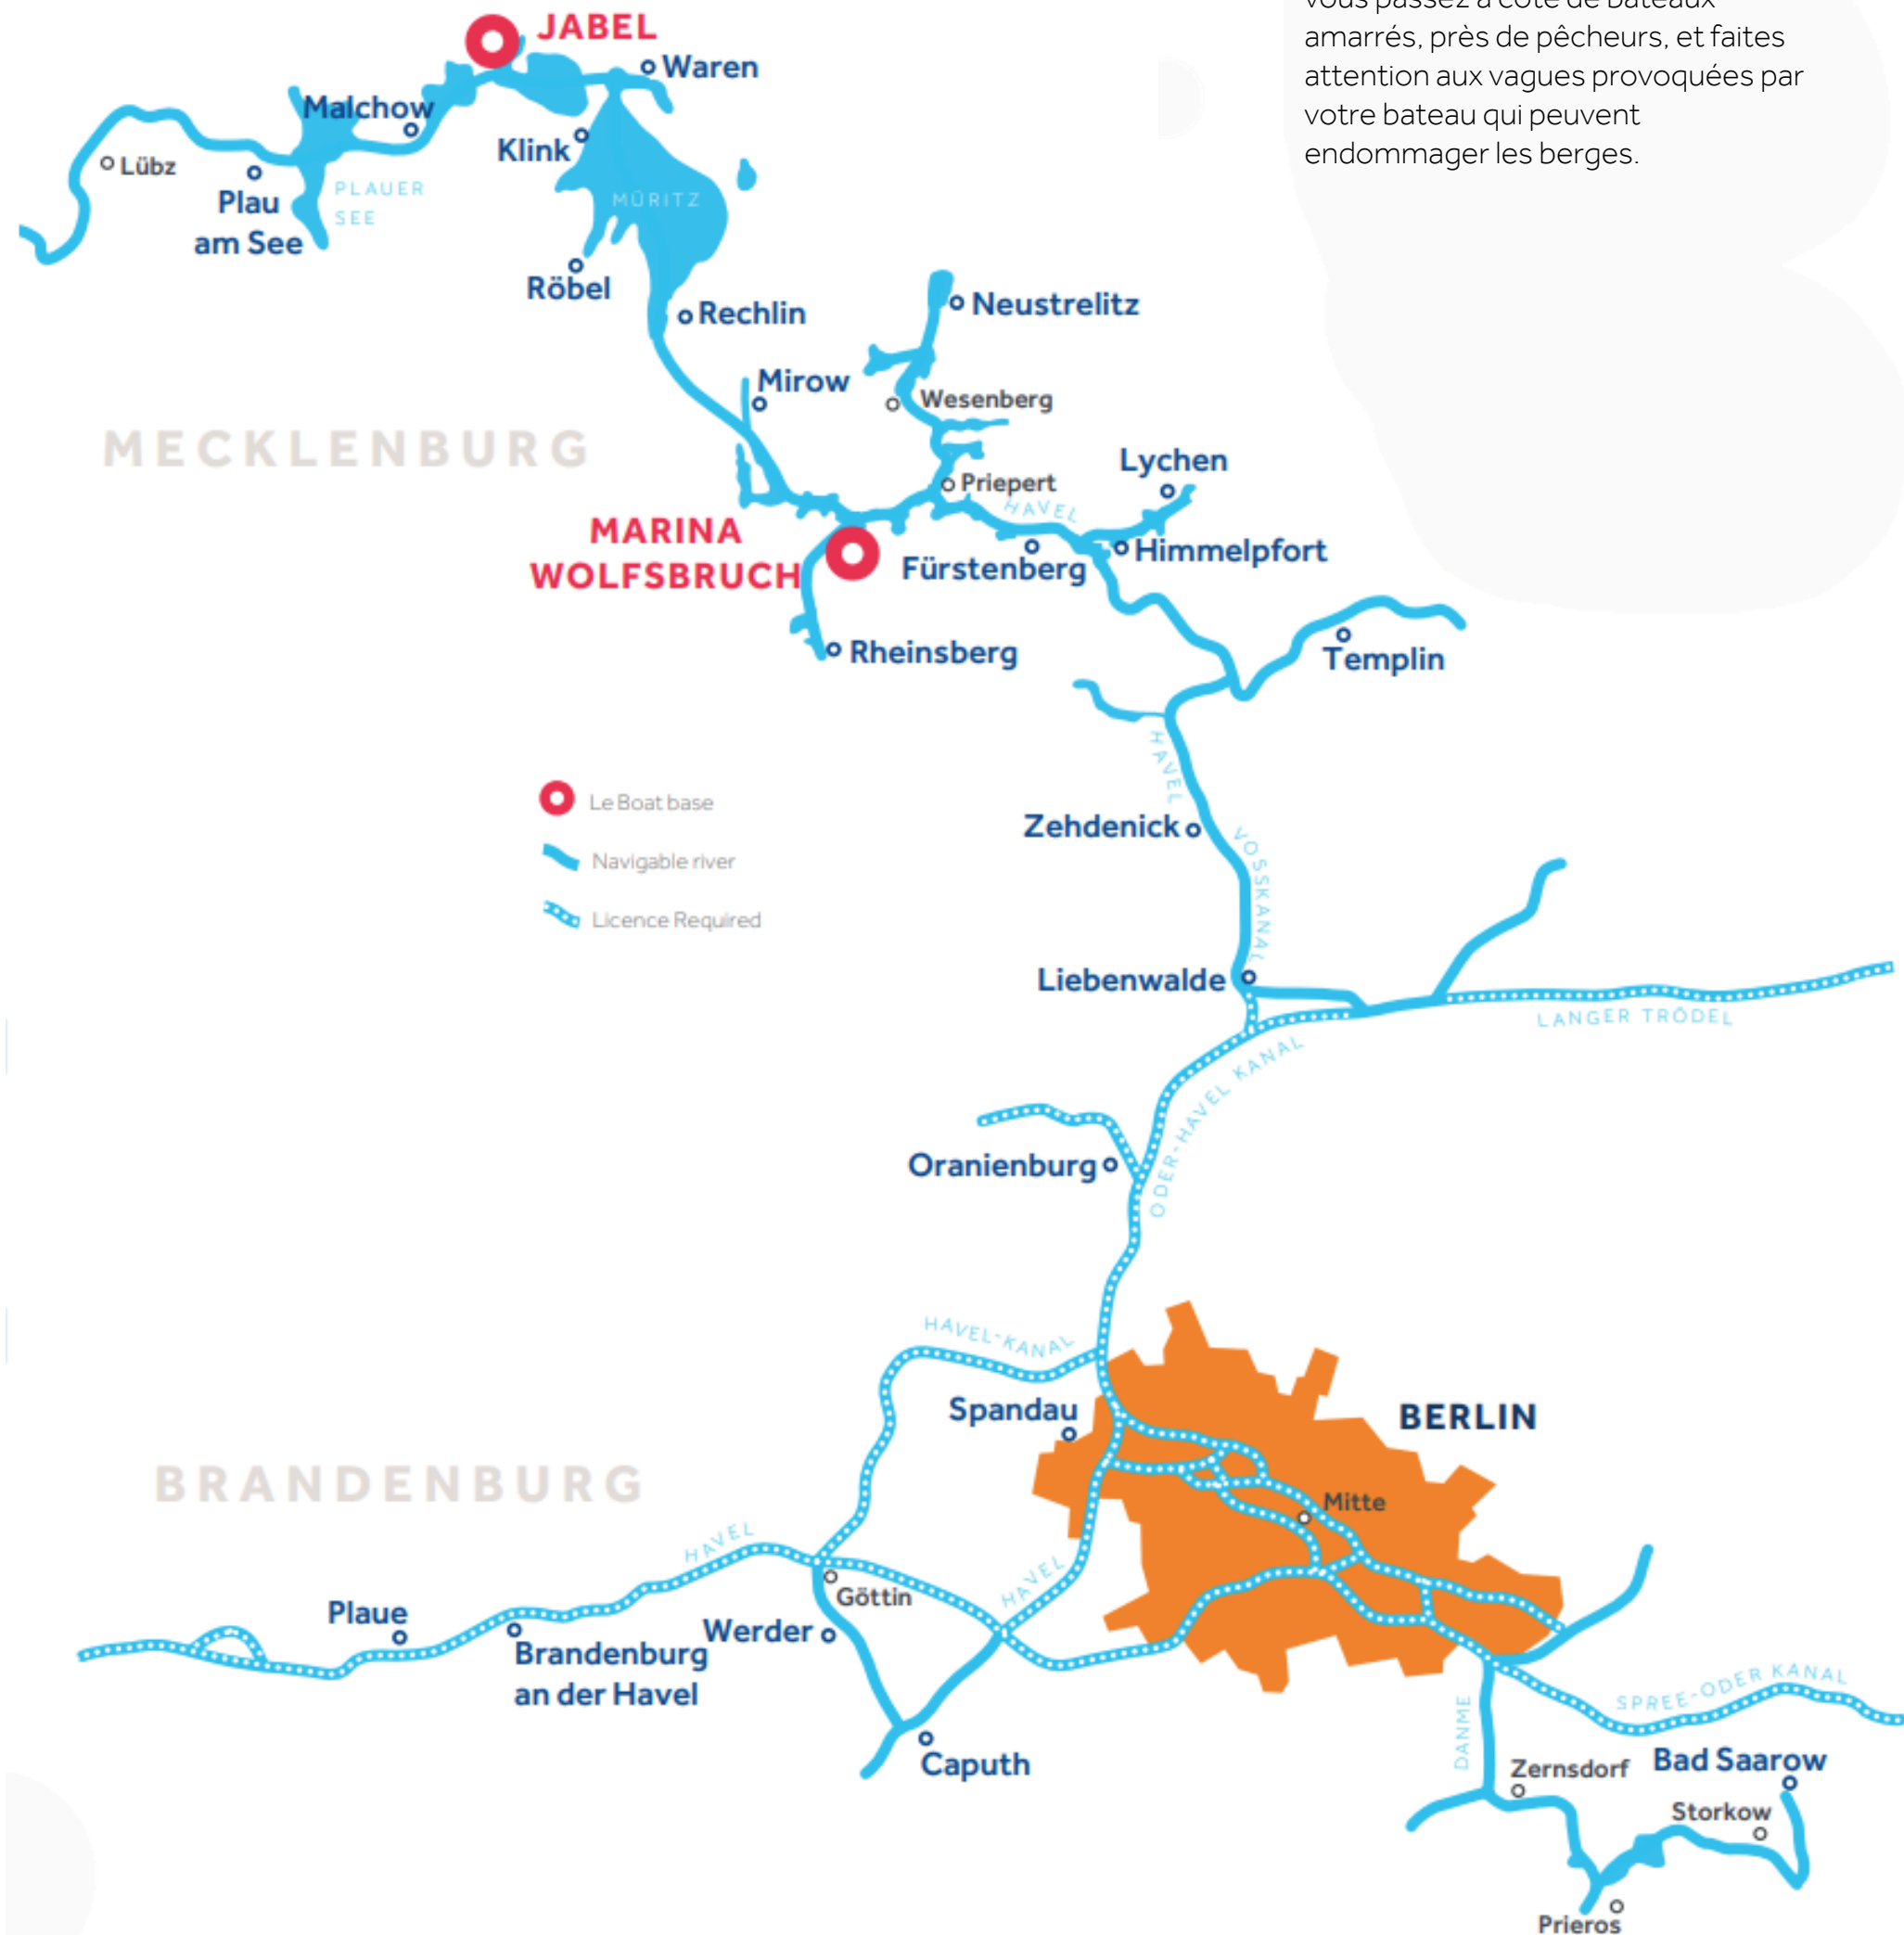 vous passez à côté de bateaux
amarrés, près de pêcheurs, et faites
attention aux vagues provoquées par
votre bateau qui peuvent
endommager les berges.
JABEL
Waren
Malchow
Klink
Lübz
Plau
am See
PLAUER
SEE
MÜRITZ
Röbel
Rechlin
Neustrelitz
Mirow
Wesenberg
MECKLENBURG
Lychen
Priepert
HAVEL
MARINA
WOLFSBRUCH
Fürstenberg
Himmelpfort
Rheinsberg
Templin
HAVEL
Le Boat base
Navigable river
Licence Required
Zehdenick
VOSSKANAL
Liebenwalde
LANGER TRÖDEL
ODER-HAVEL KANAL
Oranienburg
HAVEL-KANAL
Spandau
BERLIN
BRANDENBURG
Mitte
HAVEL
HAVEL
Göttin
Plaue
Werder
Brandenburg
an der Havel
Caputh
DANME
SPREE-ODER KANAL
Zernsdorf
Bad Saarow
Storkow
Prieros